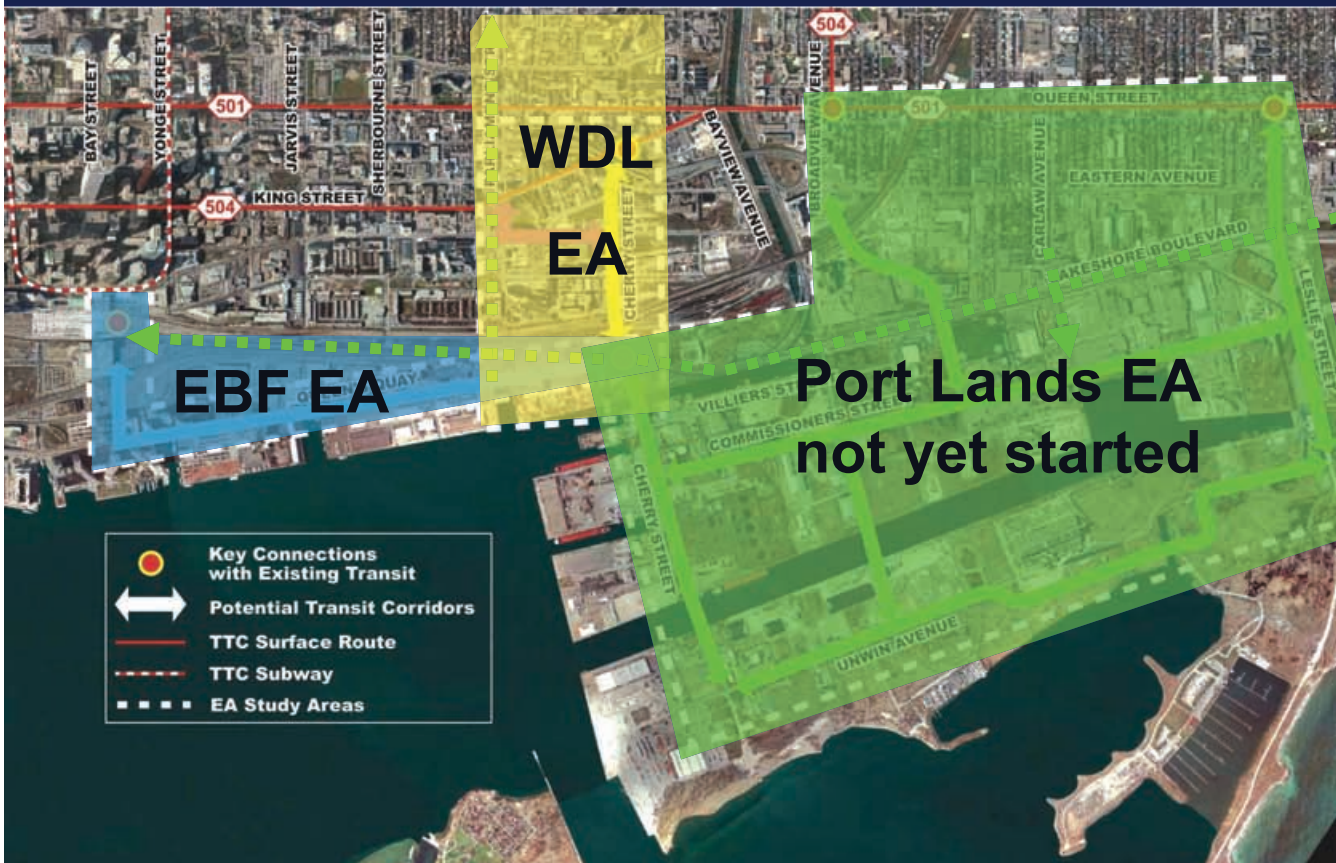 504
BAY STREET
YONGE STREET
JARVIS STREET
SHERBOURNE STREET
501
501
QUEEN STREET
WDL
EA
BAYVIEW AVENUE
BROADVIEW AVENUE
CARLAW AVENUE
EASTERN AVENUE
504
KING STREET
CHERRY STREET
LAKESHORE BOULEVARD
LESLIE STREET
EBF EA
QUEENS QUAY
VILLIERS ST
COMMISSIONERS STREET
Port Lands EA
not yet started
CHERRY STREET
UNWIN AVENUE
Key Connections
with Existing Transit
Potential Transit Corridors
TTC Surface Route
TTC Subway
EA Study Areas